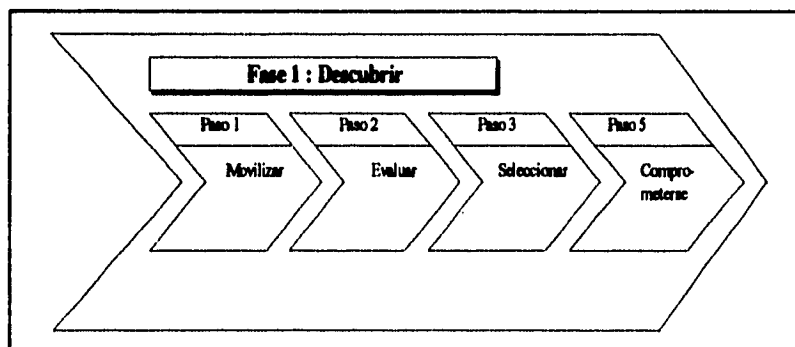 Fase 1 : Descubrir
Paso 1
Paso 2
Paso 3
Paso 5
Movilizar
Evaluar
Seleccionar
Compro-
meterse